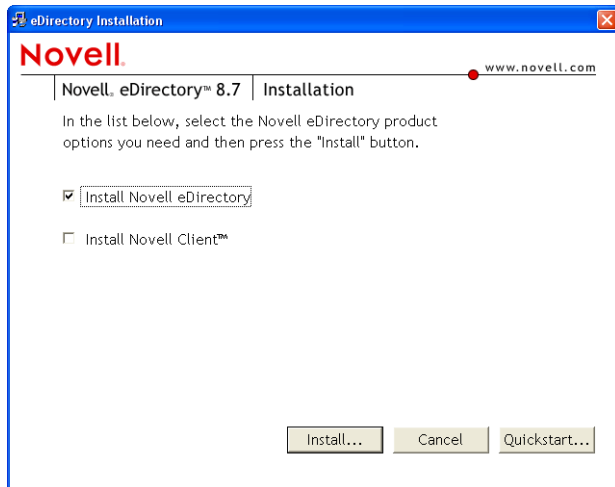 eDirectory Installation
Novell®
www.novell.com
Novell® eDirectory™ 8.7 Installation
In the list below, select the Novell eDirectory product
options you need and then press the "Install" button.
Install Novell eDirectory
Install Novell Client™
Install... Cancel Quickstart...